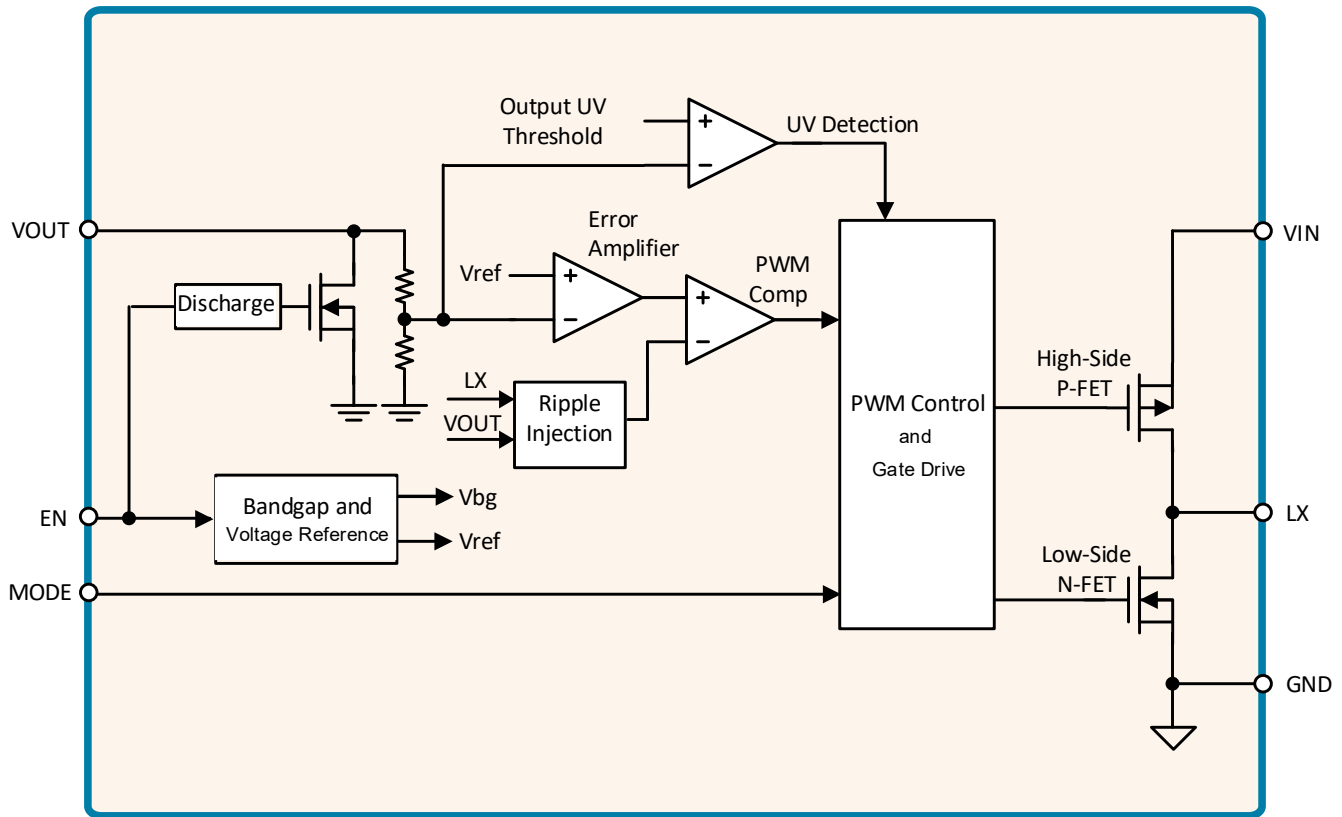 Output UV
Threshold
+
−
UV Detection
VOUT
Error
Amplifier
Vref
+
−
PWM
Comp
+
−
VIN
Discharge
LX
VOUT
Ripple
Injection
High-Side
P-FET
PWM Control
and
Gate Drive
EN
Bandgap and
Voltage Reference
Vbg
Vref
LX
Low-Side
N-FET
MODE
GND